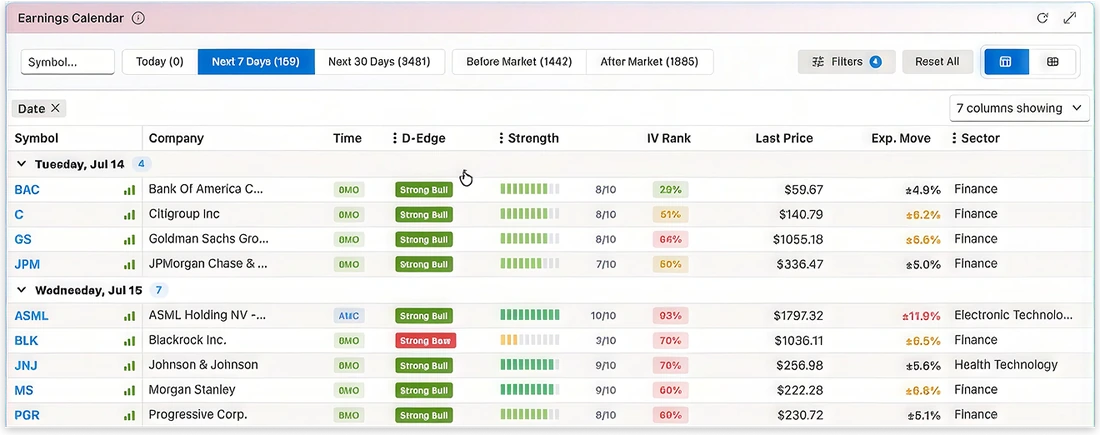 Earnings Calendar
Symbol... Today (0) Next 7 Days (159) Next 30 Days (3481) Before Market (1442) After Market (1885) Filters 4 Reset All
Date × 7 columns showing
Symbol Company Time D-Edge Strength IV Rank Last Price Exp. Move Sector
Tuesday, Jul 14 4
BAC Bank Of America C... BMO Strong Bull 8/10 29% $59.67 ±4.9% Finance
C Citigroup Inc BMO Strong Bull 8/10 51% $140.79 ±6.2% Finance
GS Goldman Sachs Gro... BMO Strong Bull 8/10 66% $1055.18 ±6.6% Finance
JPM JPMorgan Chase & ... BMO Strong Bull 7/10 50% $336.47 ±5.0% Finance
Wednesday, Jul 15 7
ASML ASML Holding NV -... AMC Strong Bull 10/10 93% $1797.32 ±11.9% Electronic Technolo...
BLK Blackrock Inc. BMO Strong Bear 3/10 70% $1036.11 ±6.5% Finance
JNJ Johnson & Johnson BMO Strong Bull 9/10 70% $256.98 ±5.6% Health Technology
MS Morgan Stanley BMO Strong Bull 9/10 60% $222.28 ±6.6% Finance
PGR Progressive Corp. BMO Strong Bull 8/10 60% $230.72 ±5.1% Finance